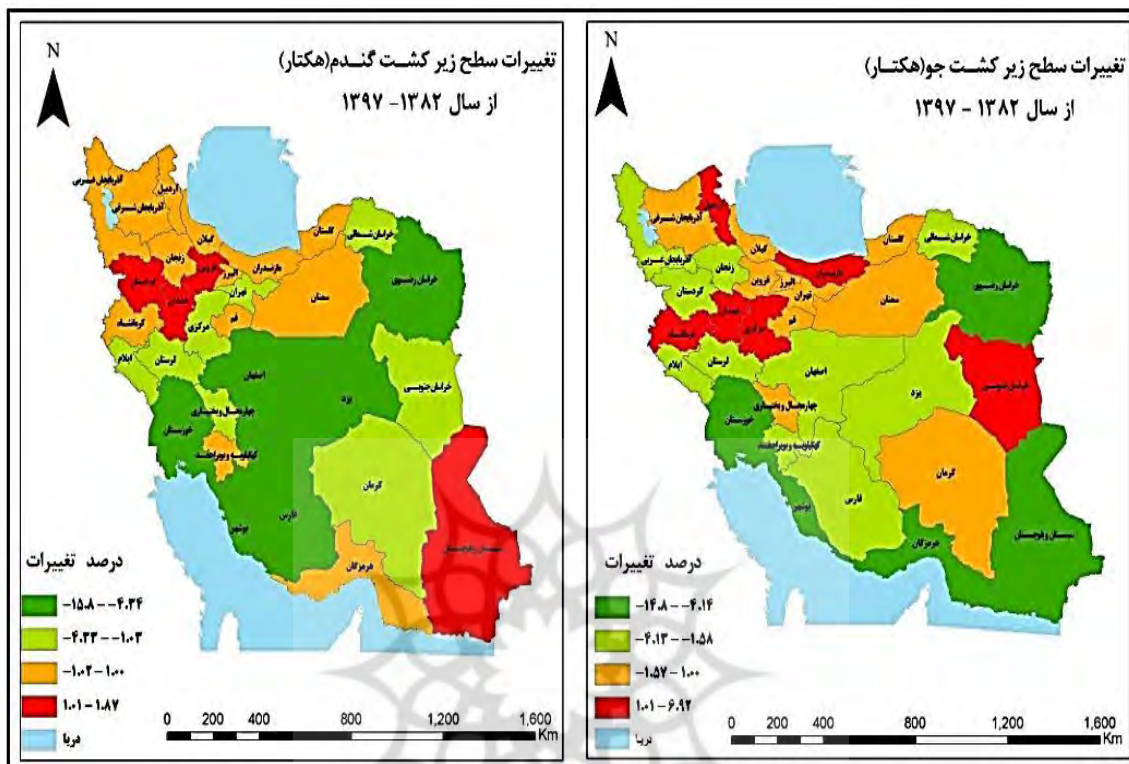 N
تغییرات سطح زیر کشت گندم(هکتار)
از سال ۱۳۸۲- ۱۳۹۷
آذربایجان غربی
اردبیل
آذربایجان شرقی
گیلان
گلستان
خراسان شمالی
زنجان
قزوین
البرز
مازندران
خراسان رضوی
کردستان
تهران
سمنان
همدان
کرمانشاه
مرکزی
قم
ایلام
لرستان
اصفهان
خراسان جنوبی
یزد
چهارمحال و بختیاری
خوزستان
کهگیلویه و بویراحمد
کرمان
فارس
بوشهر
سیستان و بلوچستان
هرمزگان
درصد تغییرات
-۱۵.۸ - -۴.۳۴
-۴.۳۳ - -۱.۰۳
-۱.۰۲ - ۱.۰۰
۱.۰۱ - ۱.۸۷
دریا
0 200 400 800 1,200 1,600
Km
N
تغییرات سطح زیر کشت جو(هکتار)
از سال ۱۳۸۲ - ۱۳۹۷
آذربایجان شرقی
گیلان
گلستان
خراسان شمالی
آذربایجان غربی
زنجان
قزوین
البرز
مازندران
خراسان رضوی
کردستان
تهران
سمنان
همدان
کرمانشاه
مرکزی
قم
ایلام
لرستان
اصفهان
خراسان جنوبی
یزد
چهارمحال و بختیاری
خوزستان
کهگیلویه و بویراحمد
کرمان
فارس
بوشهر
سیستان و بلوچستان
هرمزگان
درصد تغییرات
-۱۴.۸ - -۴.۱۴
-۴.۱۳ - -۱.۵۸
-۱.۵۷ - ۱.۰۰
۱.۰۱ - ۶.۹۲
دریا
0 200 400 800 1,200 1,600
Km